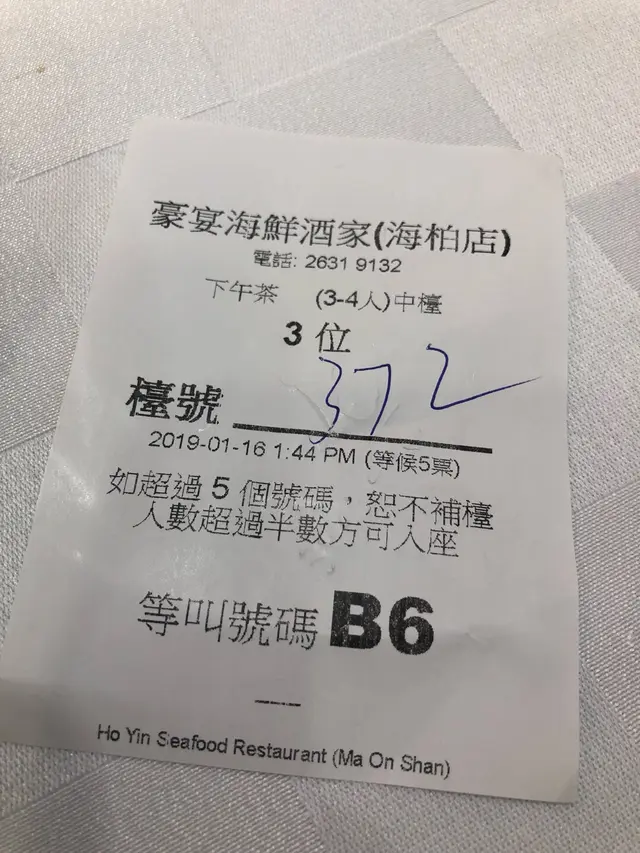 豪宴海鮮酒家(海柏店)
電話: 2631 9132
下午茶 (3-4人)中檯
3 位
檯號 372
2019-01-16 1:44 PM (等候5票)
如超過 5 個號碼，恕不補檯
人數超過半數方可入座
等叫號碼 B6
Ho Yin Seafood Restaurant (Ma On Shan)